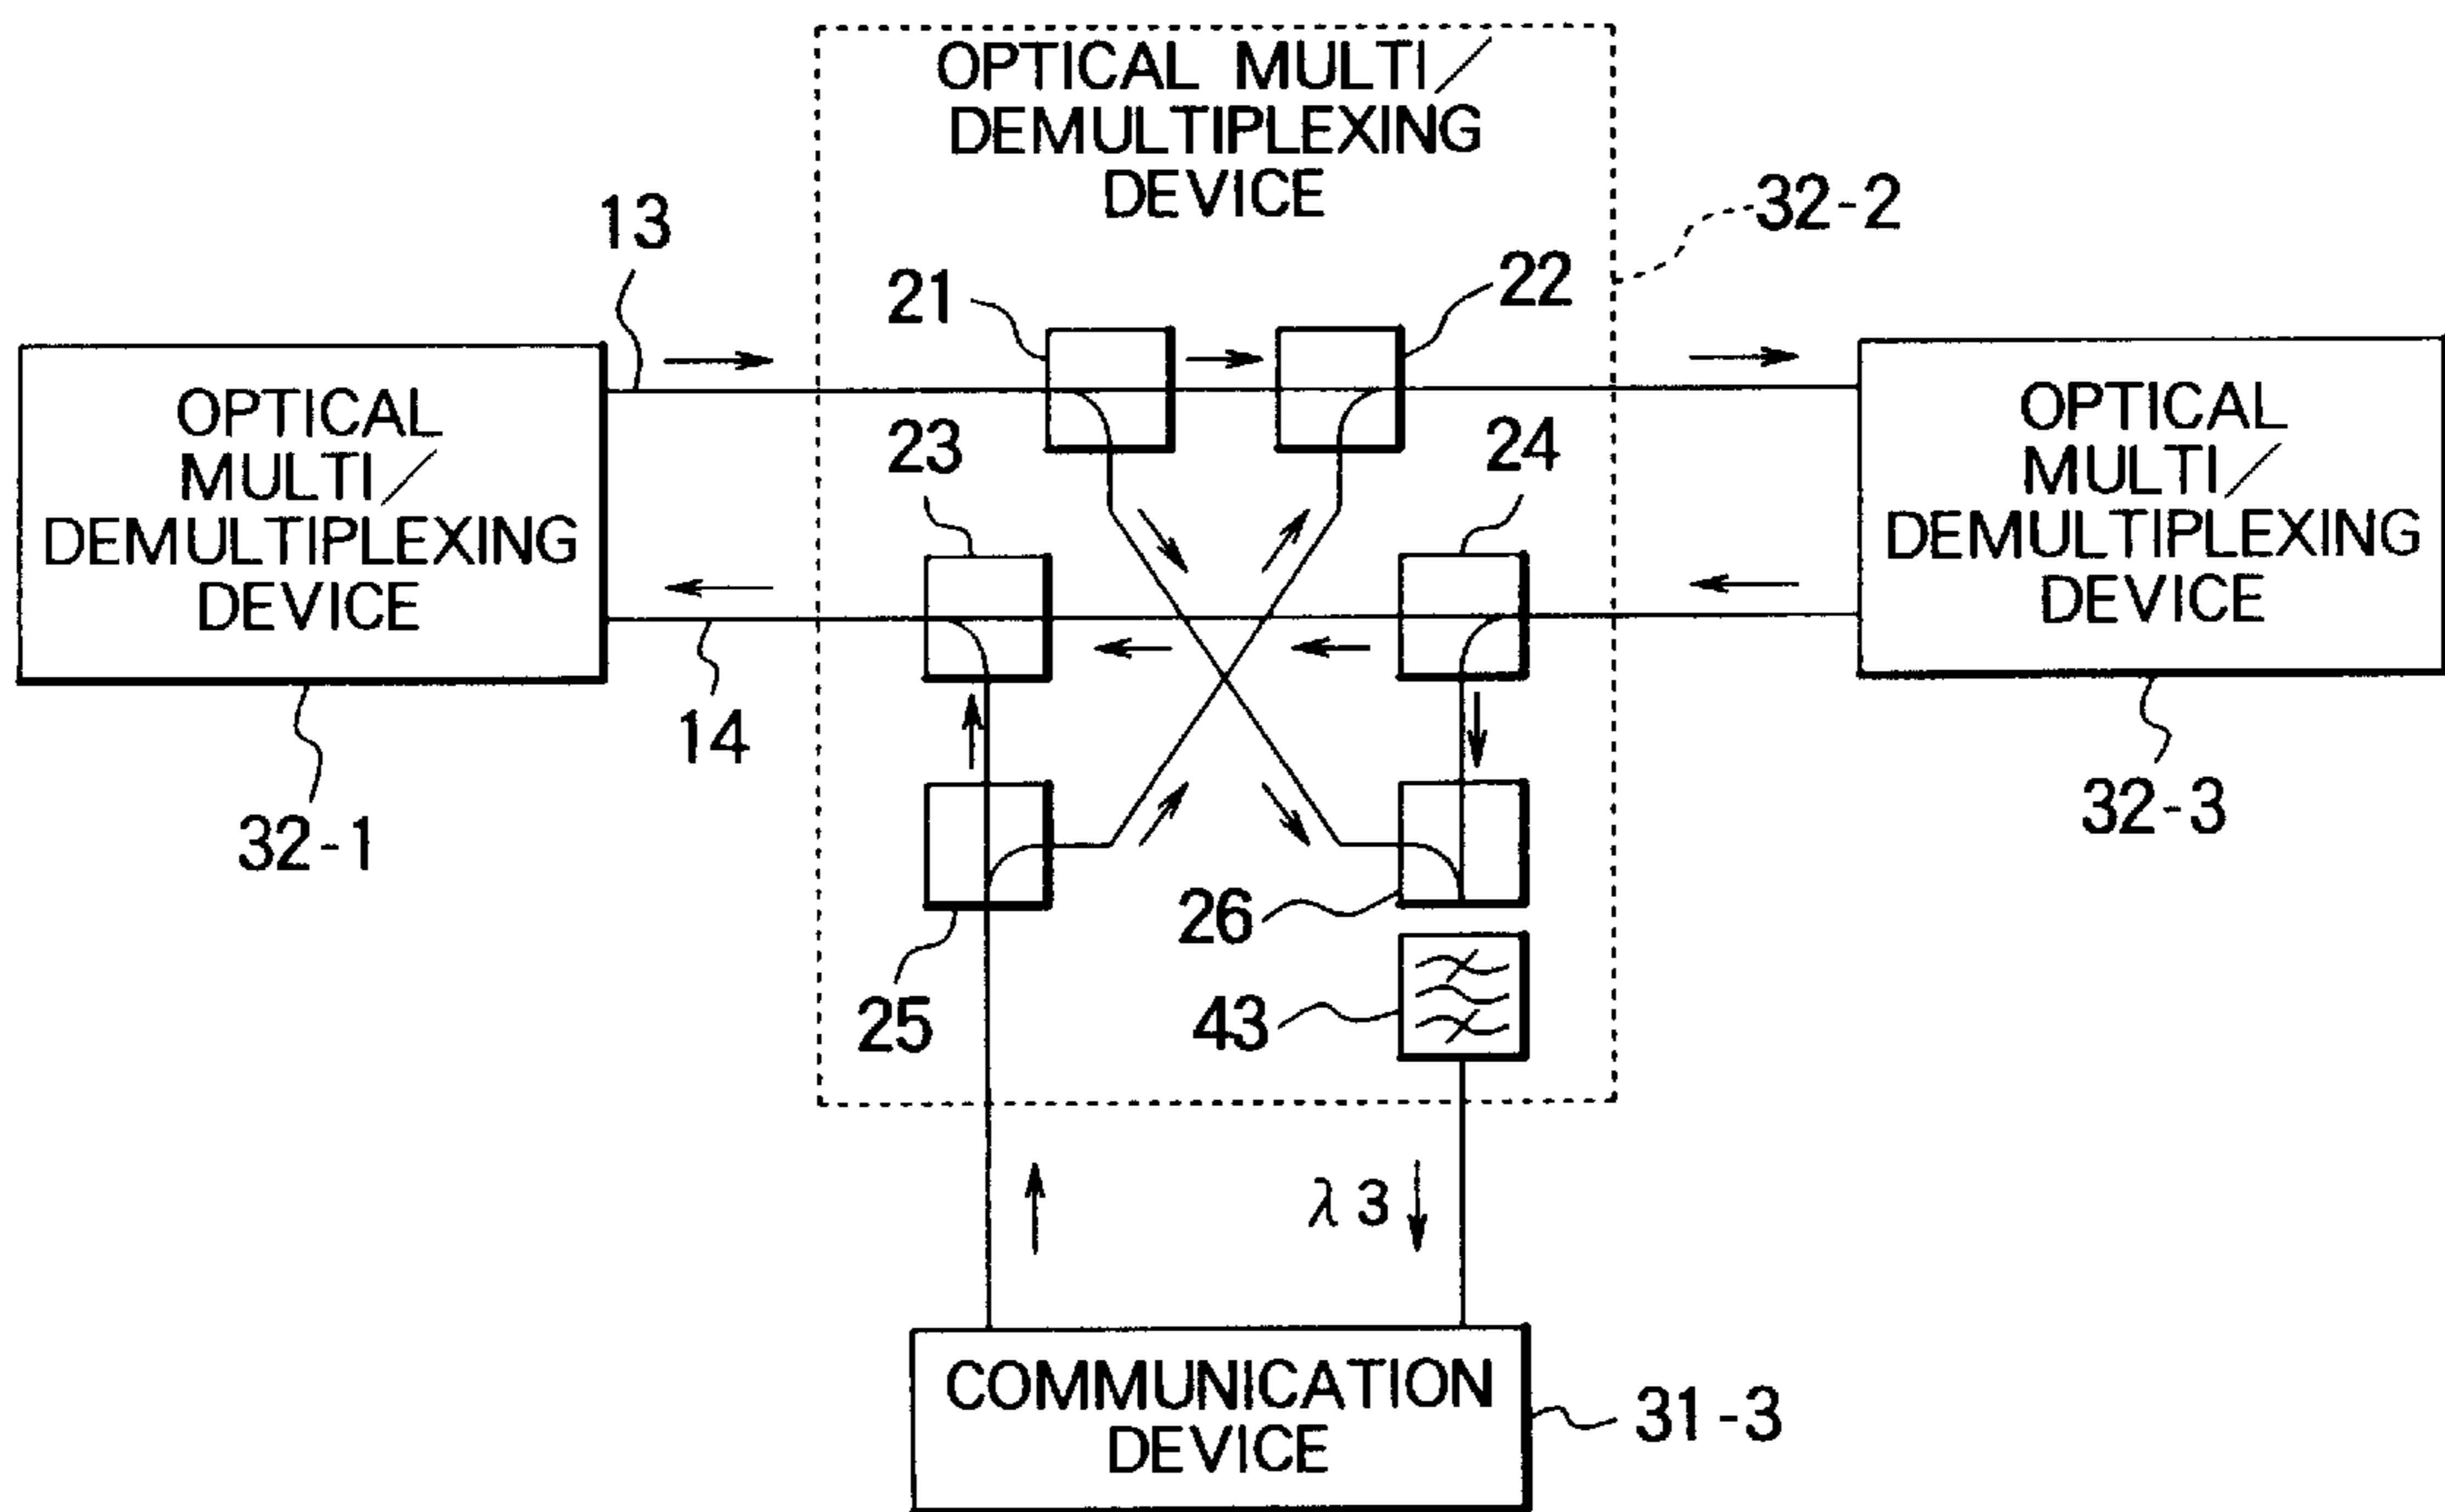 OPTICAL MULTI/
DEMULTIPLEXING
DEVICE
32-2
13
21
22
OPTICAL
MULTI/
DEMULTIPLEXING
DEVICE
23
24
OPTICAL
MULTI/
DEMULTIPLEXING
DEVICE
14
32-1
32-3
26
25
43
λ3
COMMUNICATION
DEVICE
31-3